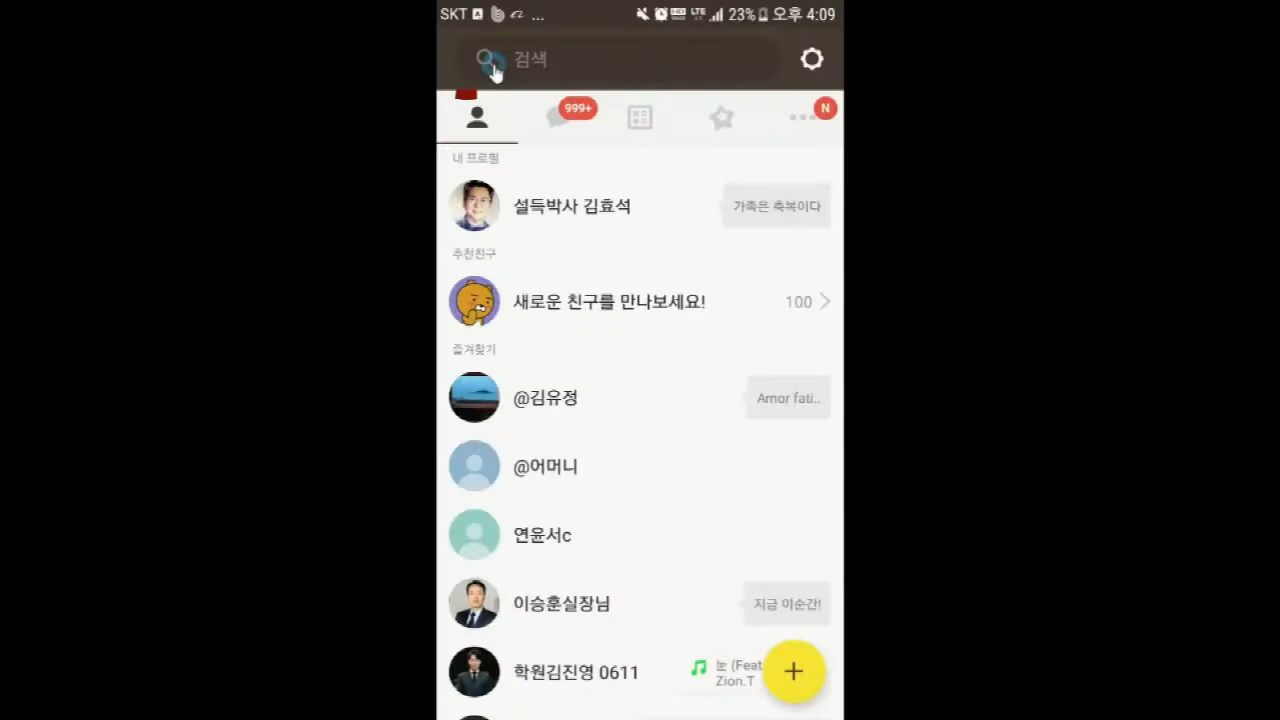 SKT
... 
23% 오후 4:09
검색
999+
N
내 프로필
설득박사 김효석
가족은 축복이다
추천친구
새로운 친구를 만나보세요!
100
즐겨찾기
@김유정
Amor fati..
@어머니
연윤서c
이승훈실장님
지금 이순간!
학원김진영 0611
눈 (Feat
Zion.T